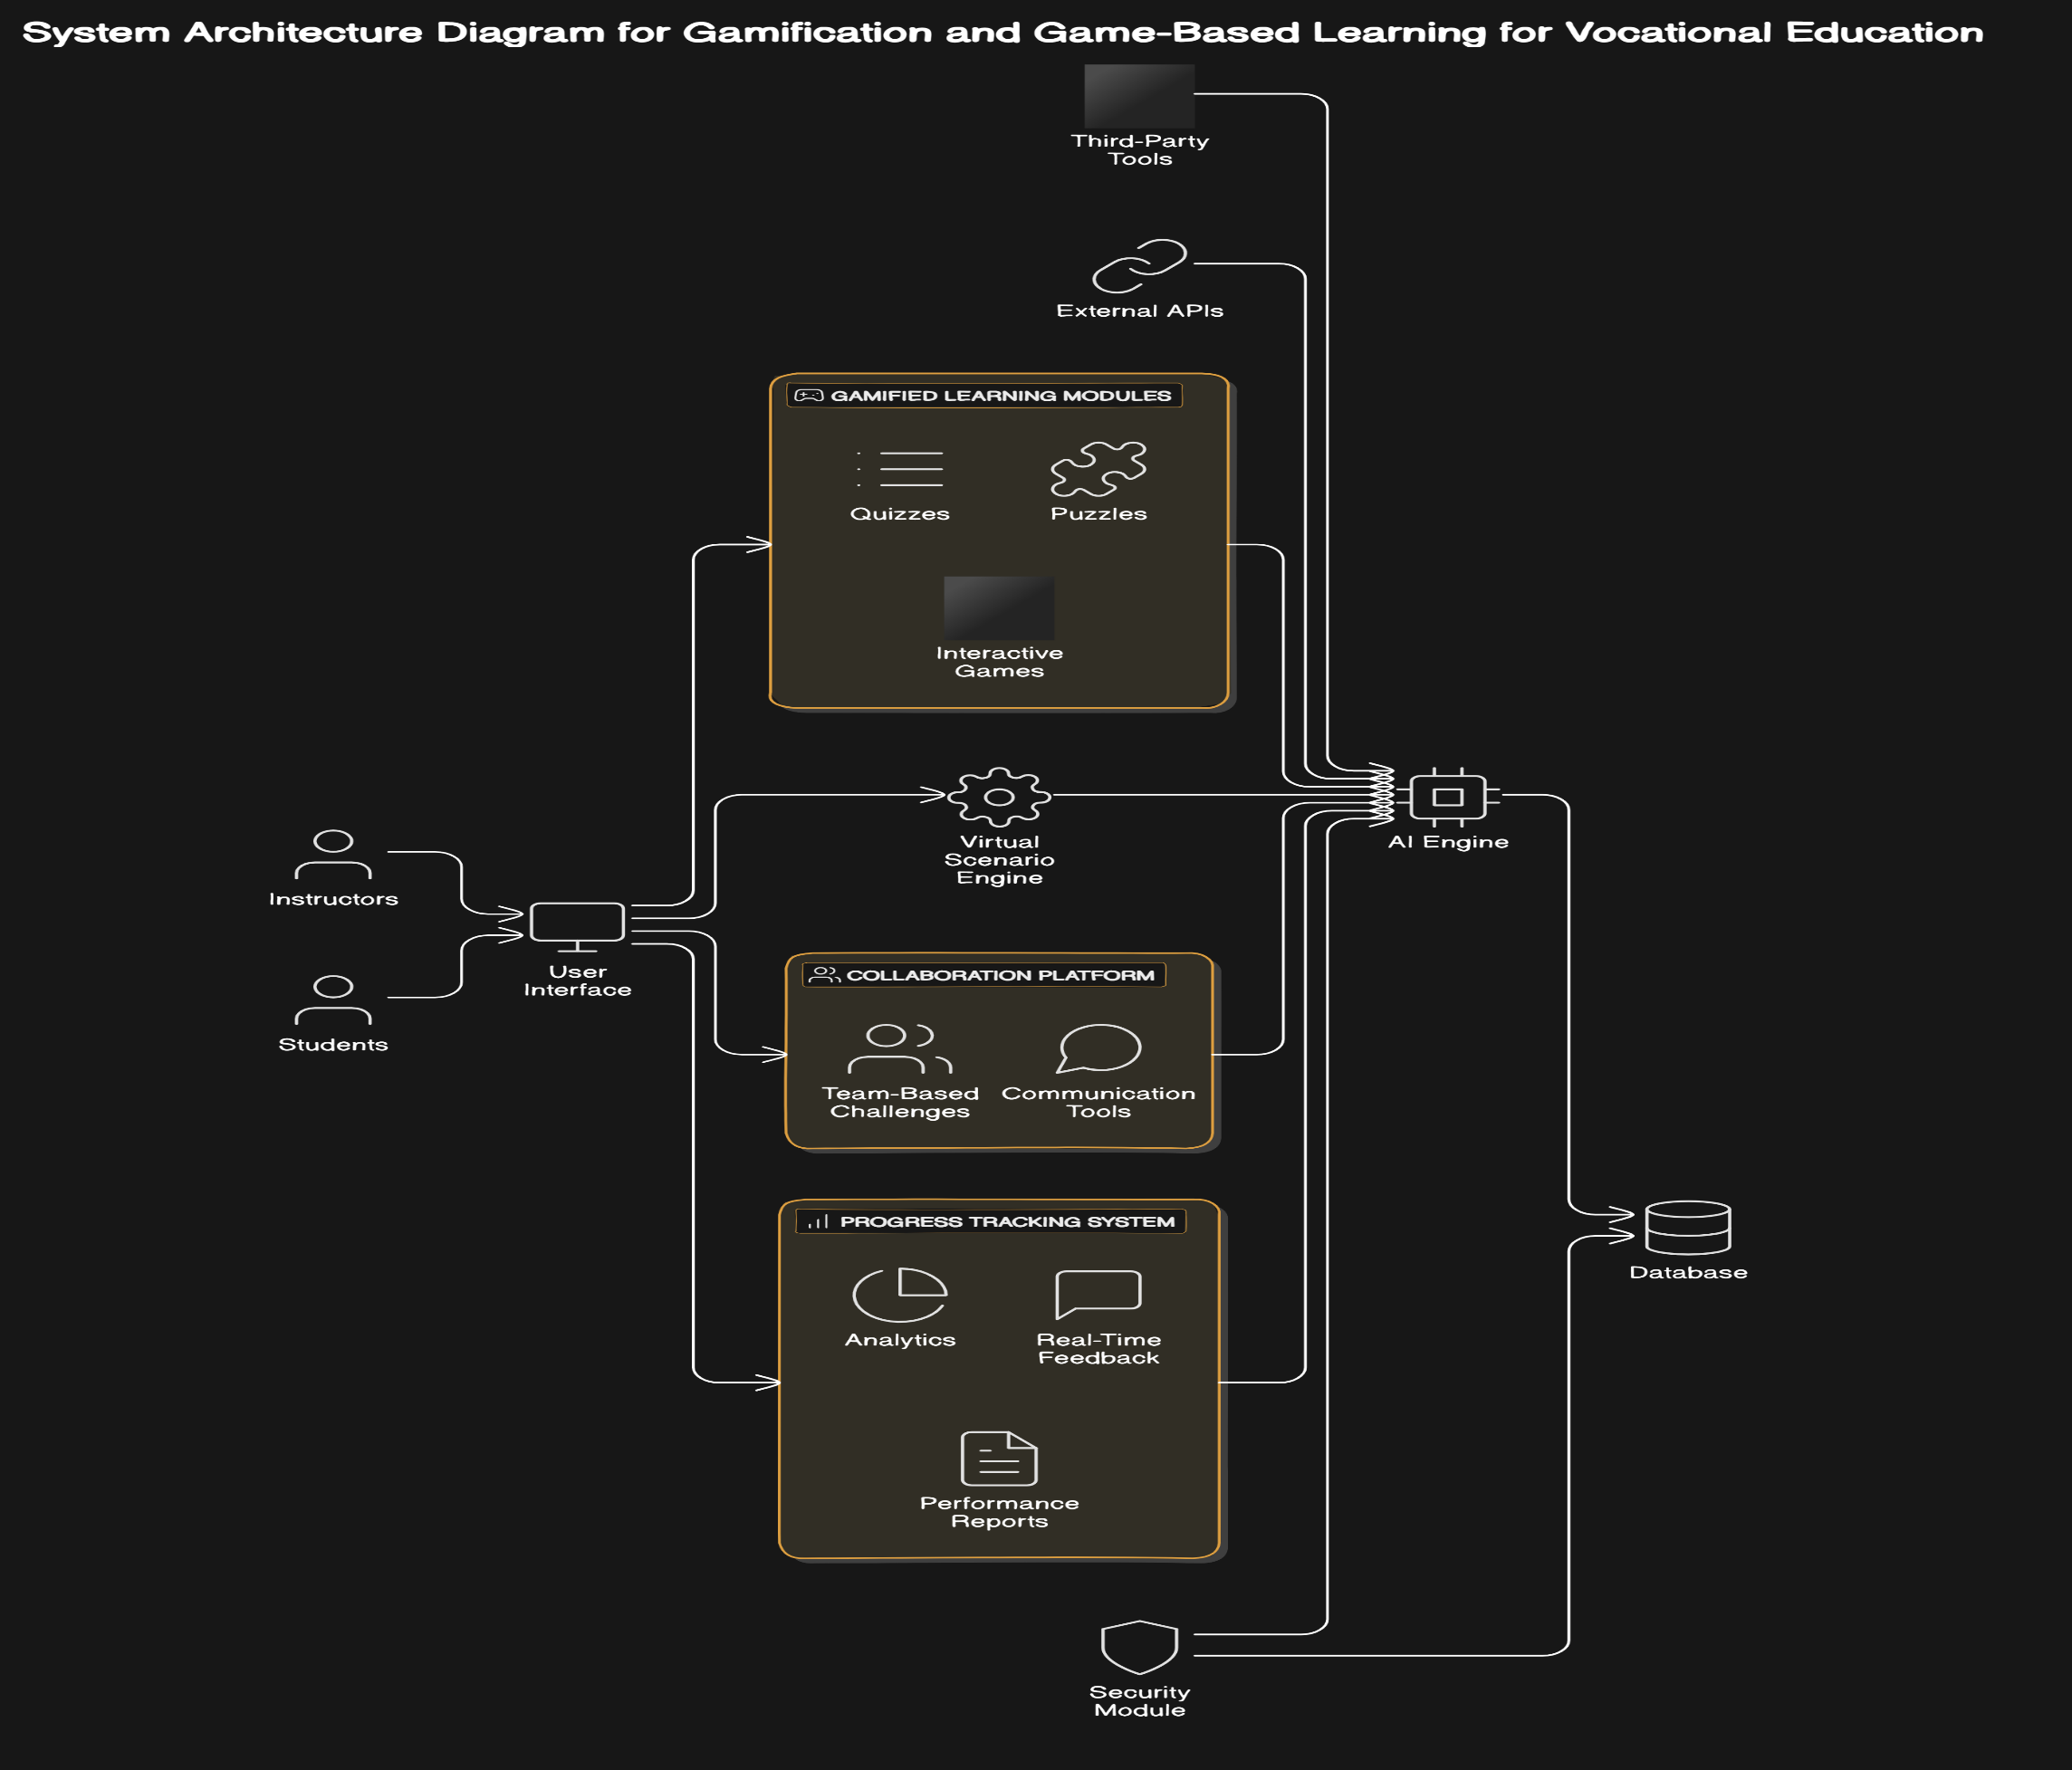 System Architecture Diagram for Gamification and Game-Based Learning for Vocational Education
Third-Party
Tools
External APIs
GAMIFIED LEARNING MODULES
Quizzes
Puzzles
Interactive
Games
Virtual
Scenario
Engine
AI Engine
Instructors
User
Interface
Students
COLLABORATION PLATFORM
Team-Based
Challenges
Communication
Tools
PROGRESS TRACKING SYSTEM
Analytics
Real-Time
Feedback
Performance
Reports
Database
Security
Module